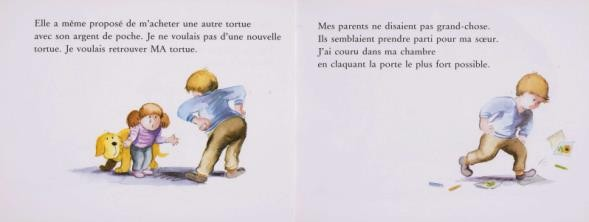 Elle a même proposé de m'acheter une autre tortue
avec son argent de poche. Je ne voulais pas d'une nouvelle
tortue. Je voulais retrouver MA tortue.
Mes parents ne disaient pas grand-chose.
Ils semblaient prendre parti pour ma sœur.
J'ai couru dans ma chambre
en claquant la porte le plus fort possible.